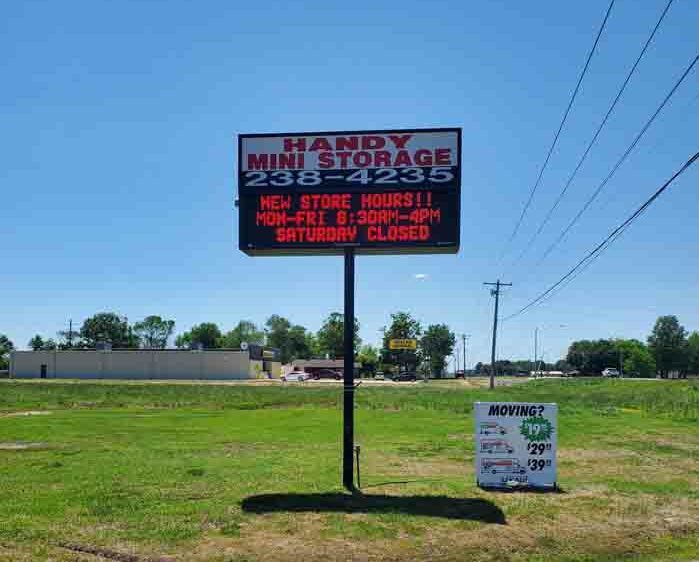 HANDY
MINI STORAGE
238-4235
NEW STORE HOURS!!
MON-FRI 8:30AM-4PM
SATURDAY CLOSED
MOVING?
$19
$29
$39